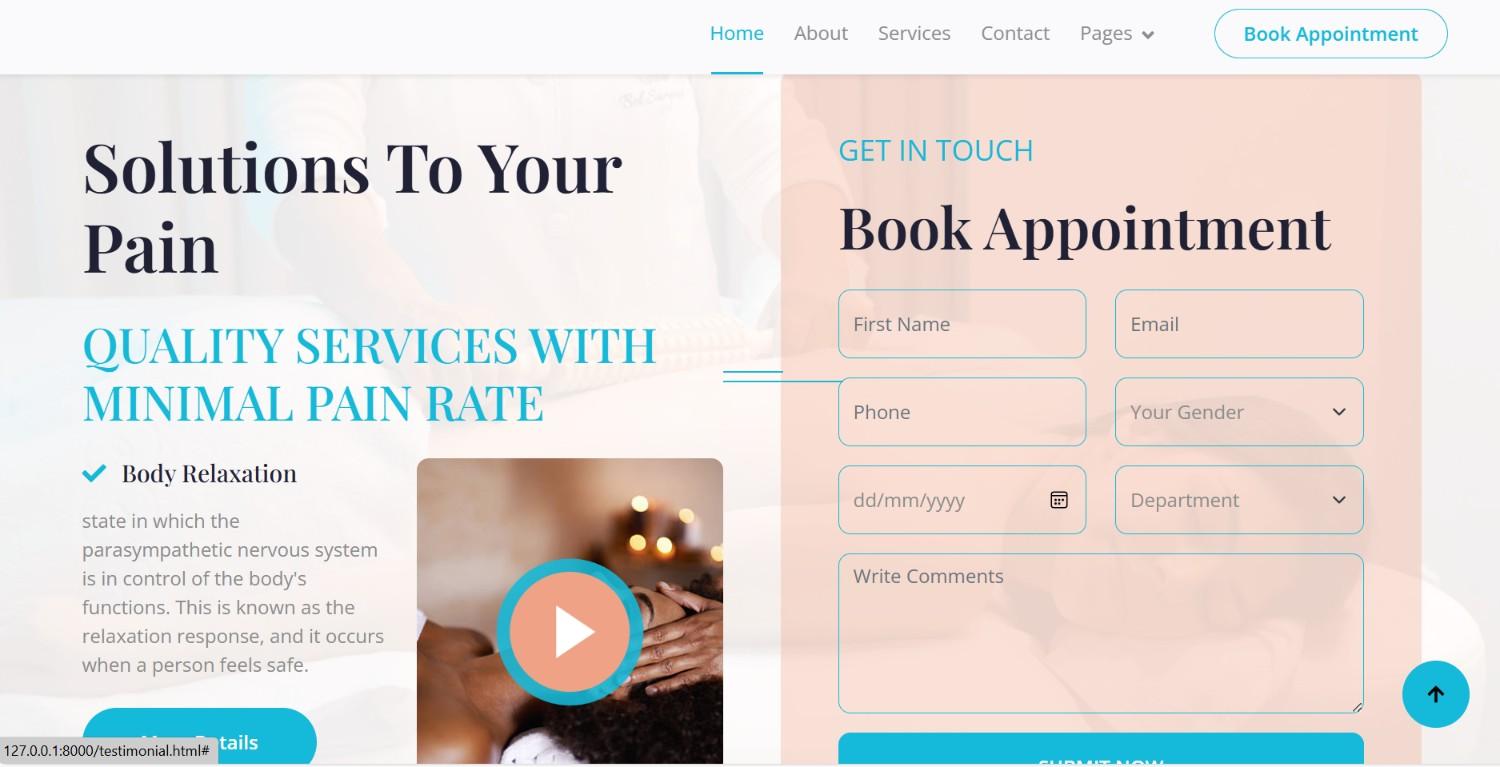 Home About Services Contact Pages Book Appointment
Solutions To Your
Pain
QUALITY SERVICES WITH
MINIMAL PAIN RATE
Body Relaxation
state in which the
parasympathetic nervous system
is in control of the body's
functions. This is known as the
relaxation response, and it occurs
when a person feels safe.
GET IN TOUCH
Book Appointment
First Name Email
Phone Your Gender
dd/mm/yyyy Department
Write Comments
SUBMIT NOW
127.0.0.1:8000/testimonial.html#